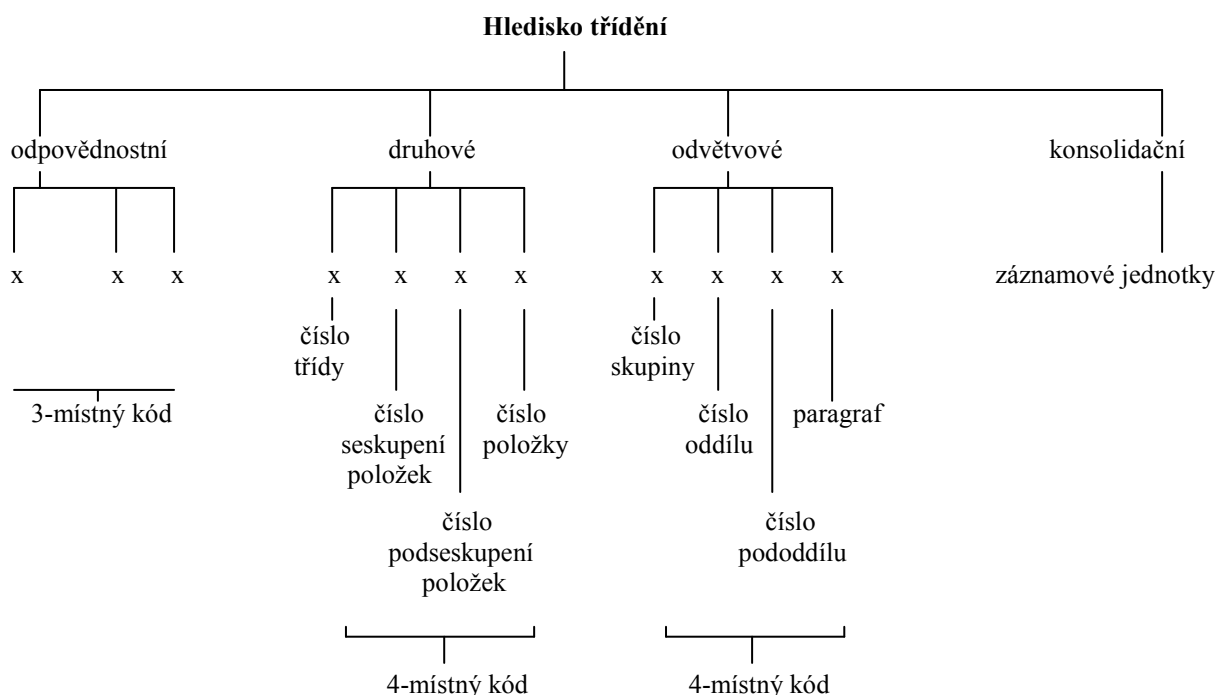 Hledisko třídění
odpovědnostní
druhové
odvětvové
konsolidační
x x x
x x x x
x x x x
záznamové jednotky
číslo
třídy
číslo
skupiny
3-místný kód
číslo
seskupení
položek
číslo
položky
číslo
oddílu
paragraf
číslo
podseskupení
položek
číslo
pododdílu
4-místný kód
4-místný kód